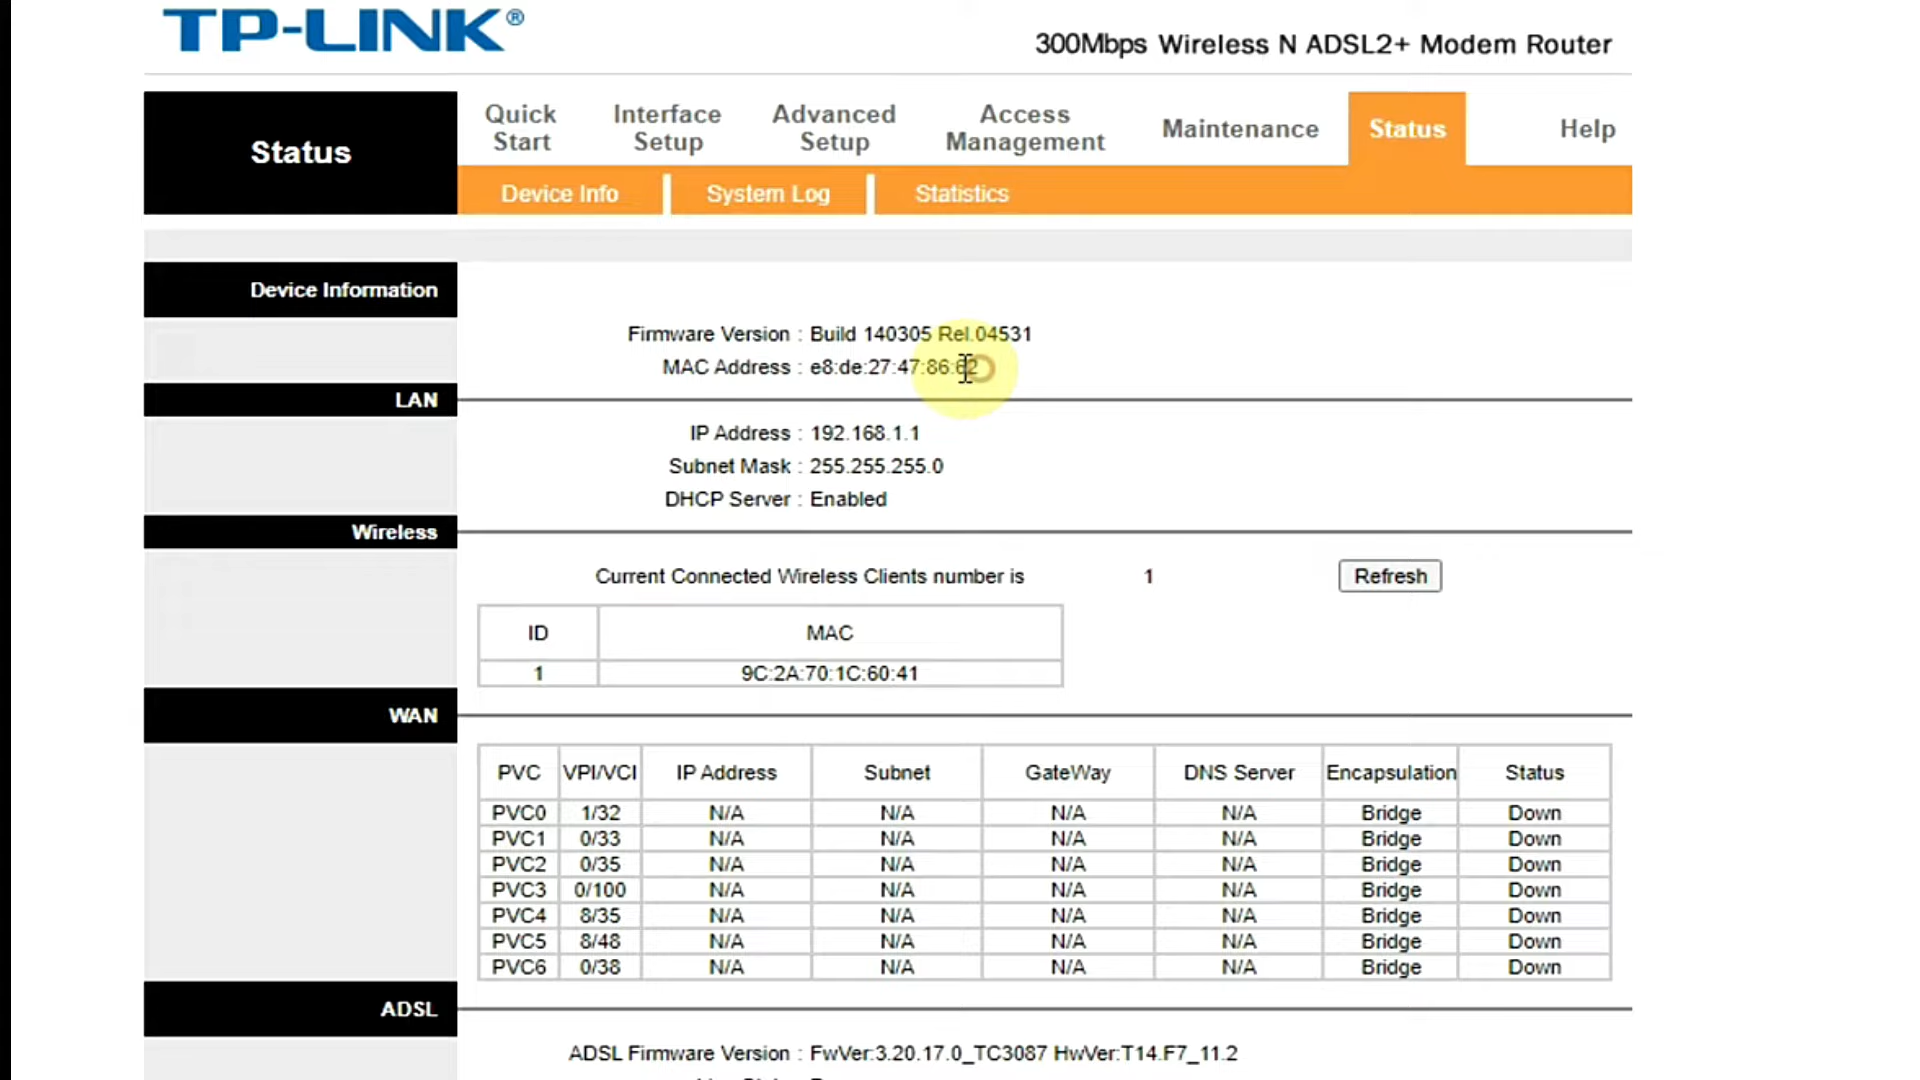 TP-LINK®
300Mbps Wireless N ADSL2+ Modem Router
Status
Quick Start
Interface Setup
Advanced Setup
Access Management
Maintenance
Status
Help
Device Info
System Log
Statistics
Device Information
Firmware Version : Build 140305 Rel.04531
MAC Address : e8:de:27:47:86:62
LAN
IP Address : 192.168.1.1
Subnet Mask : 255.255.255.0
DHCP Server : Enabled
Wireless
Current Connected Wireless Clients number is 1 Refresh
ID MAC
1 9C:2A:70:1C:60:41
WAN
PVC VPI/VCI IP Address Subnet GateWay DNS Server Encapsulation Status
PVC0 1/32 N/A N/A N/A N/A Bridge Down
PVC1 0/33 N/A N/A N/A N/A Bridge Down
PVC2 0/35 N/A N/A N/A N/A Bridge Down
PVC3 0/100 N/A N/A N/A N/A Bridge Down
PVC4 8/35 N/A N/A N/A N/A Bridge Down
PVC5 8/48 N/A N/A N/A N/A Bridge Down
PVC6 0/38 N/A N/A N/A N/A Bridge Down
ADSL
ADSL Firmware Version : FwVer:3.20.17.0_TC3087 HwVer:T14.F7_11.2